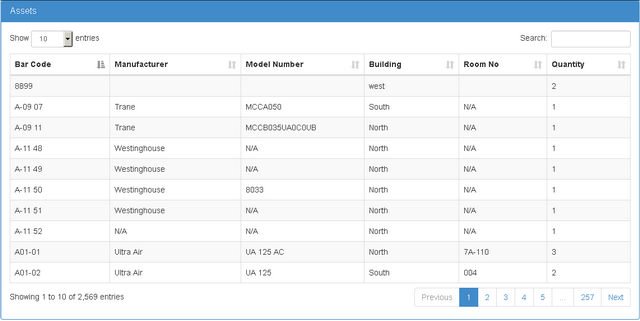 Assets
Show 10 entries Search:
Bar Code Manufacturer Model Number Building Room No Quantity
8899 west 2
A-09 07 Trane MCCA050 South N/A 1
A-09 11 Trane MCCB035UA0C0UB North N/A 1
A-11 48 Westinghouse N/A North N/A 1
A-11 49 Westinghouse N/A North N/A 1
A-11 50 Westinghouse 8033 North N/A 1
A-11 51 Westinghouse N/A North N/A 1
A-11 52 N/A N/A North N/A 1
A01-01 Ultra Air UA 125 AC North 7A-110 3
A01-02 Ultra Air UA 125 South 004 2
Showing 1 to 10 of 2,569 entries Previous 1 2 3 4 5 ... 257 Next